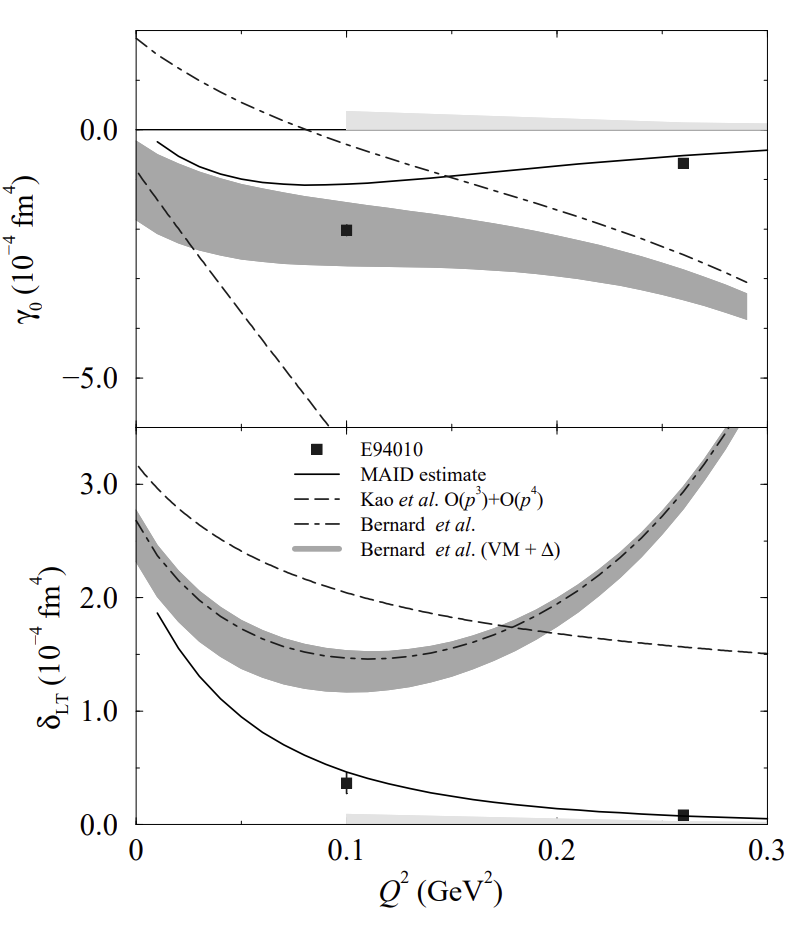 0.0
γ₀ (10⁻⁴ fm⁴)
−5.0
E94010
MAID estimate
Kao et al. O(p³)+O(p⁴)
Bernard et al.
Bernard et al. (VM + Δ)
3.0
2.0
δLT (10⁻⁴ fm⁴)
1.0
0.0
0 0.1 0.2 0.3
Q² (GeV²)